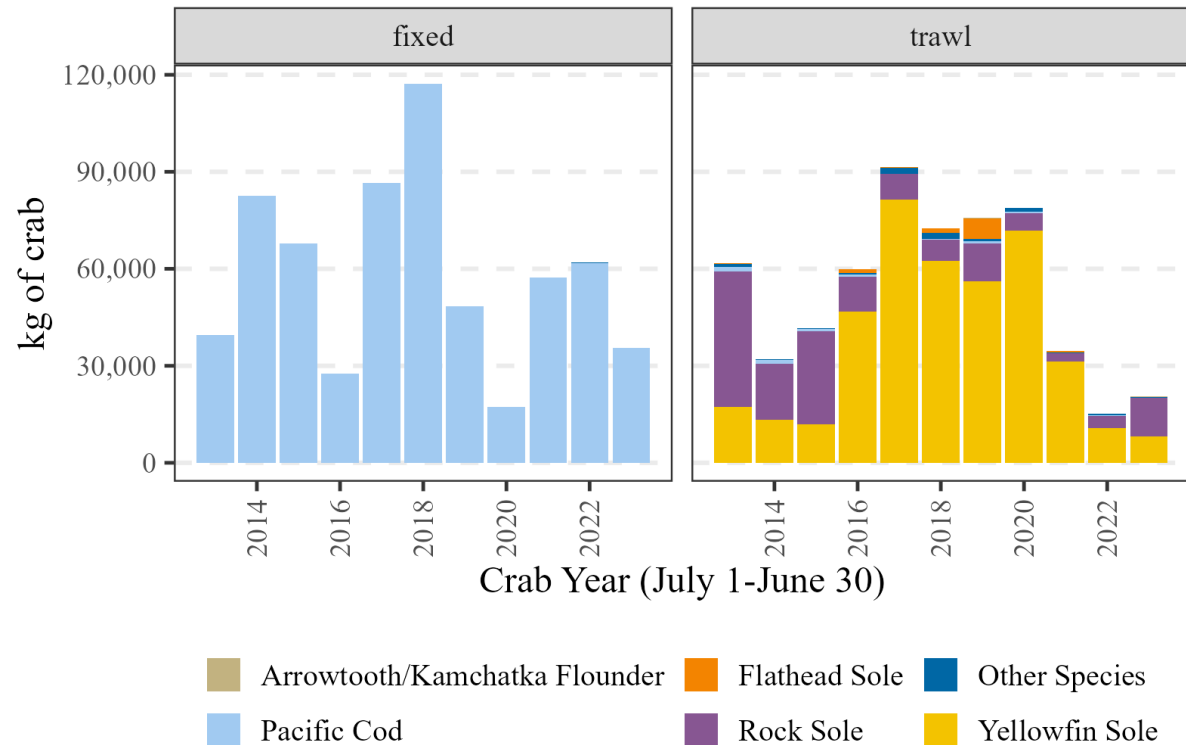 fixed trawl
120,000
90,000
60,000
30,000
0
kg of crab
2014 2016 2018 2020 2022 2014 2016 2018 2020 2022
Crab Year (July 1-June 30)
Arrowtooth/Kamchatka Flounder Flathead Sole Other Species
Pacific Cod Rock Sole Yellowfin Sole